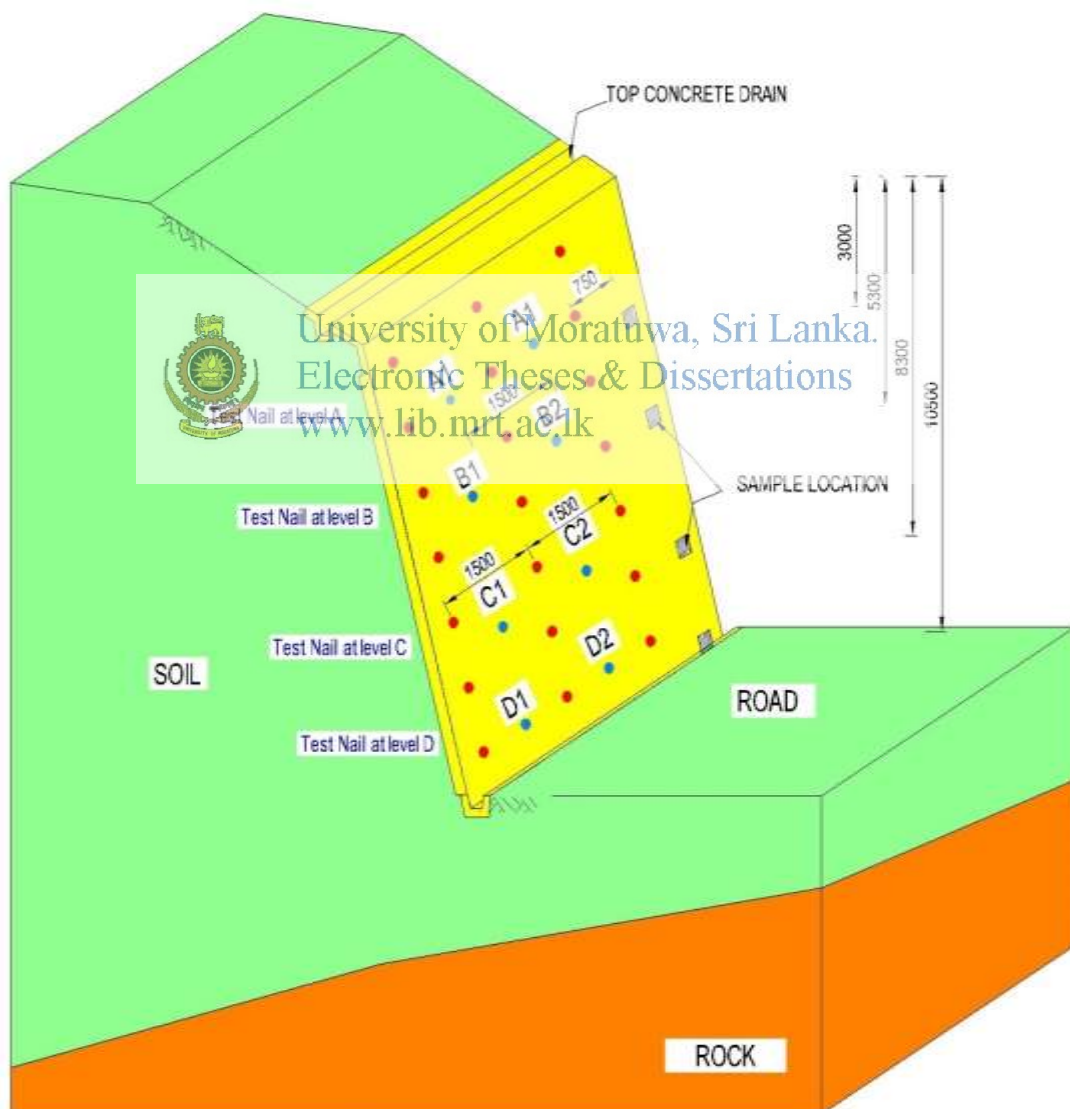 TOP CONCRETE DRAIN
3000
5300
8300
10500
750
A1
University of Moratuwa, Sri Lanka.
Electronic Theses & Dissertations
www.lib.mrt.ac.lk
1500
Test Nail at level A
B2
B1
SAMPLE LOCATION
Test Nail at level B
1500
C2
1500
C1
Test Nail at level C
D2
SOIL
ROAD
D1
Test Nail at level D
ROCK